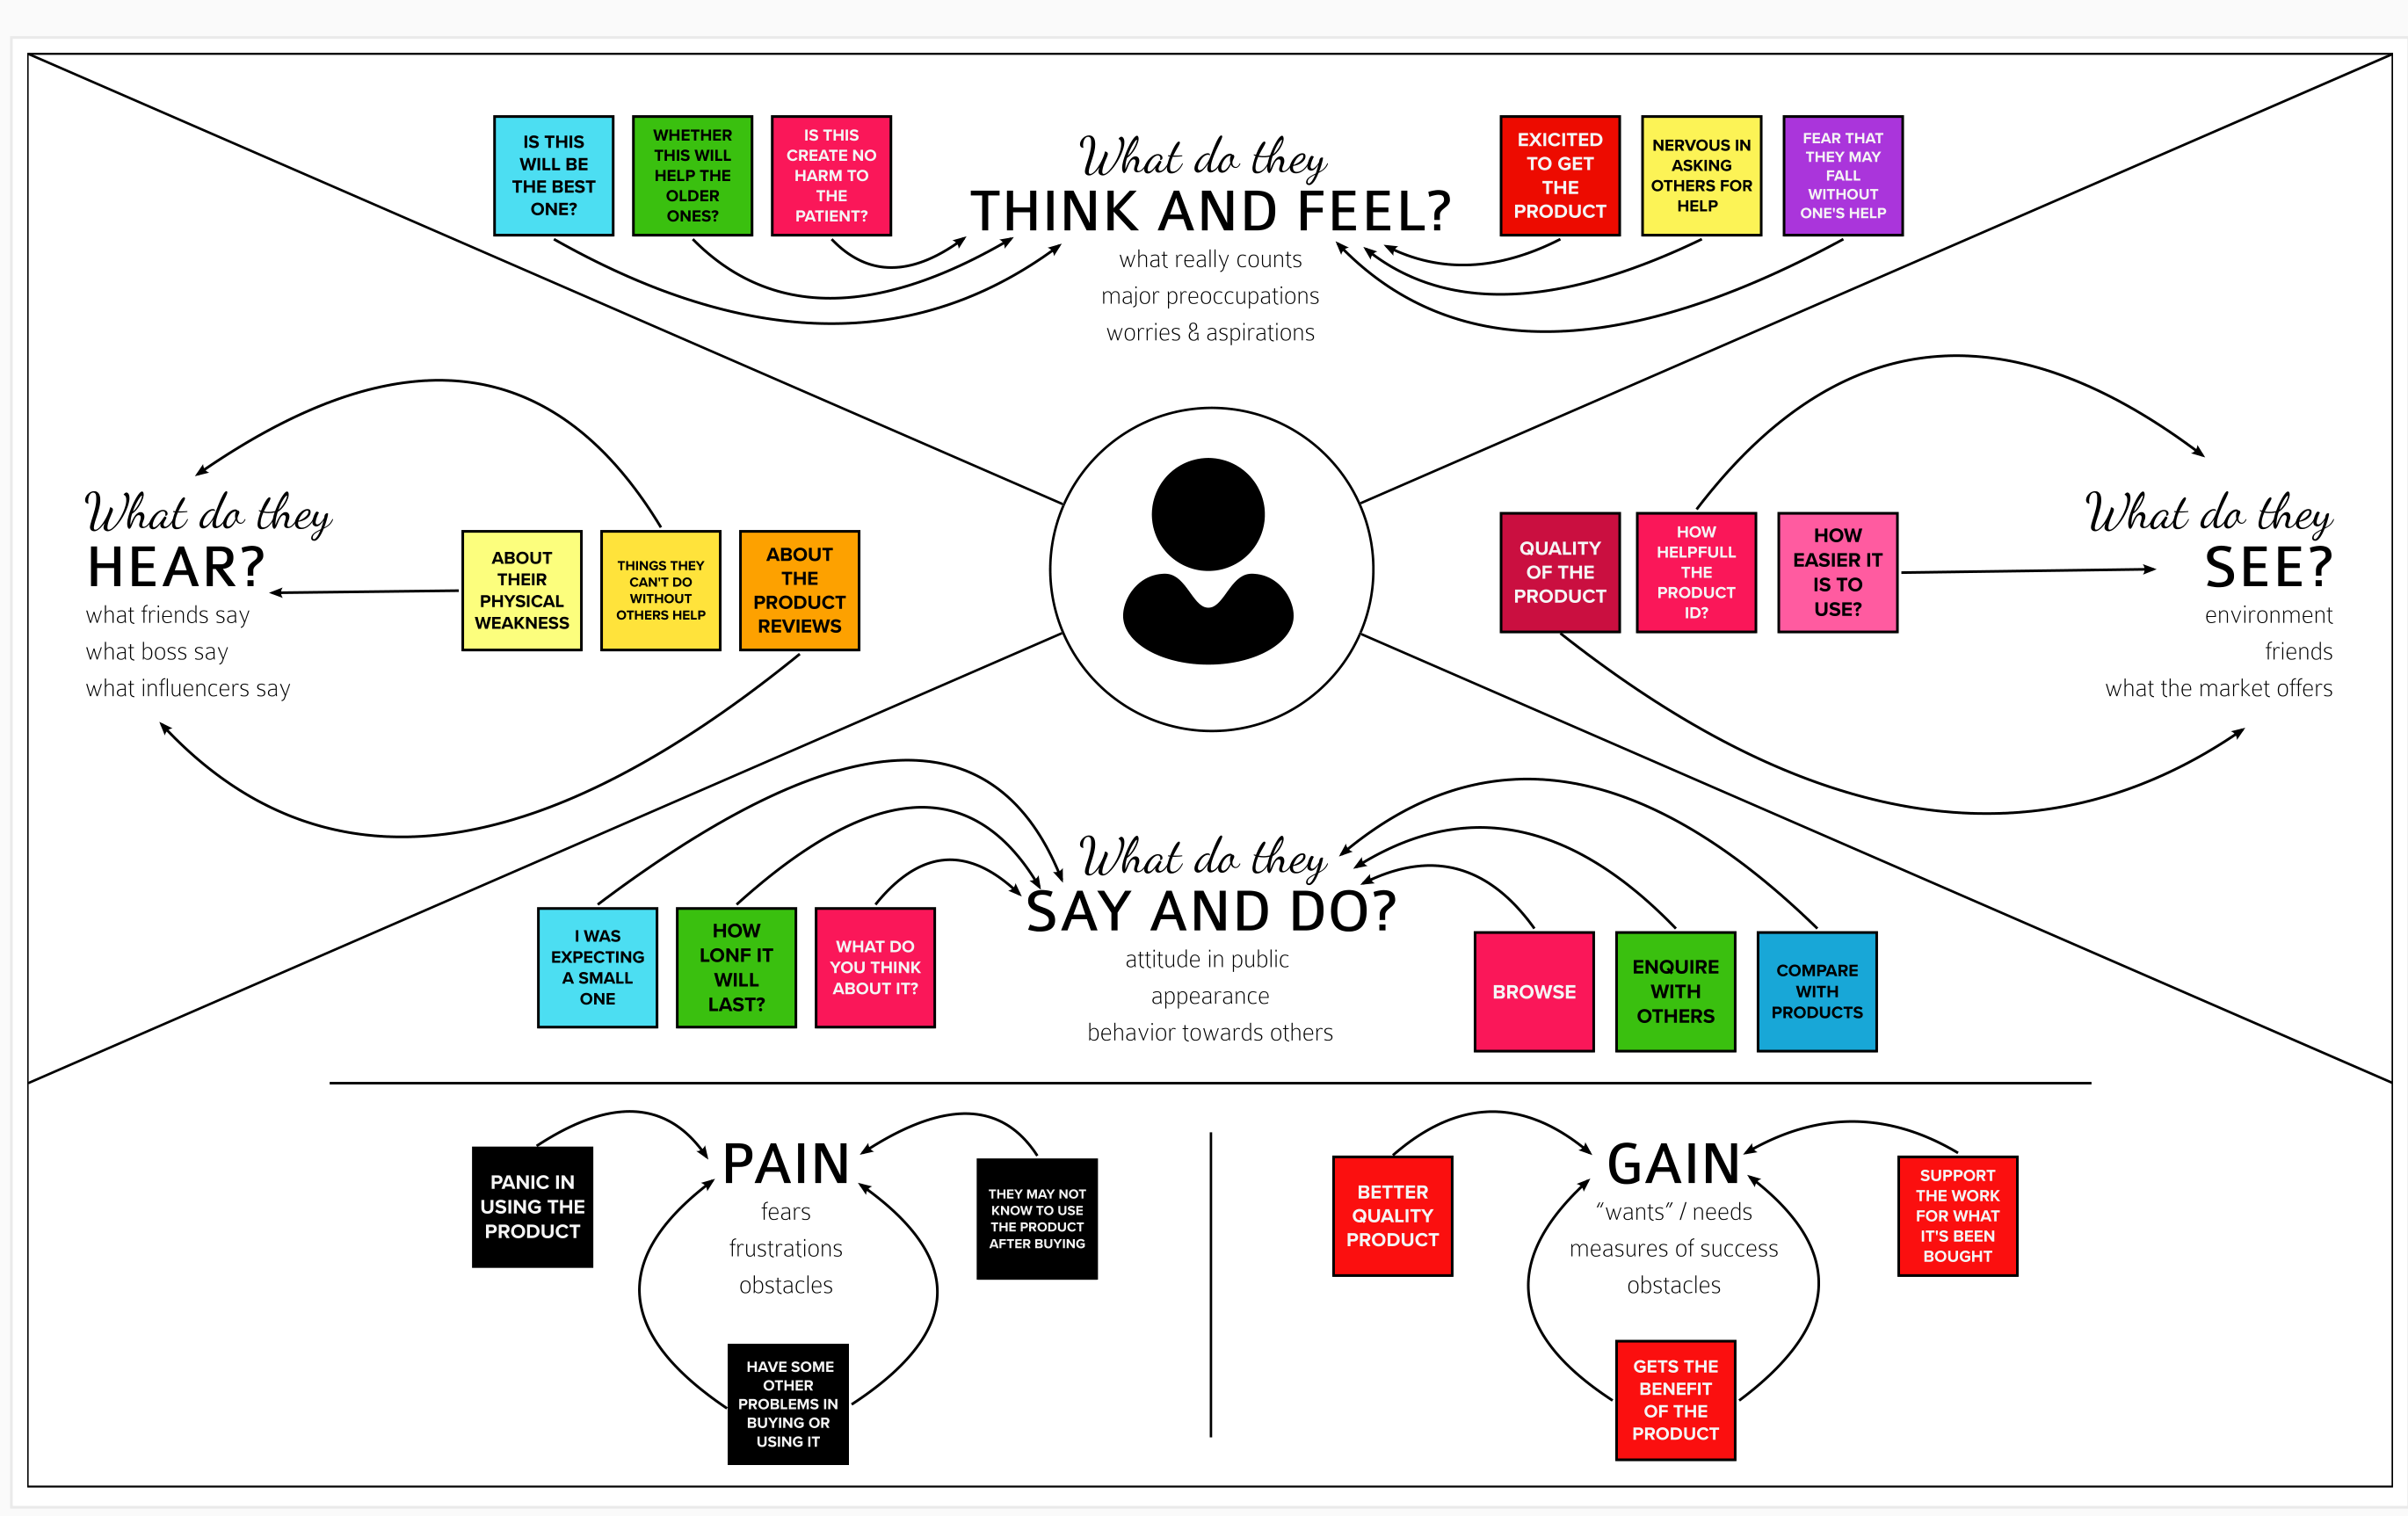 IS THIS
WILL BE
THE BEST
ONE?
WHETHER
THIS WILL
HELP THE
OLDER
ONES?
IS THIS
CREATE NO
HARM TO
THE
PATIENT?
What do they
THINK AND FEEL?
what really counts
major preoccupations
worries & aspirations
EXICITED
TO GET
THE
PRODUCT
NERVOUS IN
ASKING
OTHERS FOR
HELP
FEAR THAT
THEY MAY
FALL
WITHOUT
ONE'S HELP
What do they
HEAR?
what friends say
what boss say
what influencers say
ABOUT
THEIR
PHYSICAL
WEAKNESS
THINGS THEY
CAN'T DO
WITHOUT
OTHERS HELP
ABOUT
THE
PRODUCT
REVIEWS
QUALITY
OF THE
PRODUCT
HOW
HELPFULL
THE
PRODUCT
ID?
HOW
EASIER IT
IS TO
USE?
What do they
SEE?
environment
friends
what the market offers
I WAS
EXPECTING
A SMALL
ONE
HOW
LONF IT
WILL
LAST?
WHAT DO
YOU THINK
ABOUT IT?
What do they
SAY AND DO?
attitude in public
appearance
behavior towards others
BROWSE
ENQUIRE
WITH
OTHERS
COMPARE
WITH
PRODUCTS
PANIC IN
USING THE
PRODUCT
PAIN
fears
frustrations
obstacles
THEY MAY NOT
KNOW TO USE
THE PRODUCT
AFTER BUYING
HAVE SOME
OTHER
PROBLEMS IN
BUYING OR
USING IT
BETTER
QUALITY
PRODUCT
GAIN
“wants” / needs
measures of success
obstacles
SUPPORT
THE WORK
FOR WHAT
IT'S BEEN
BOUGHT
GETS THE
BENEFIT
OF THE
PRODUCT